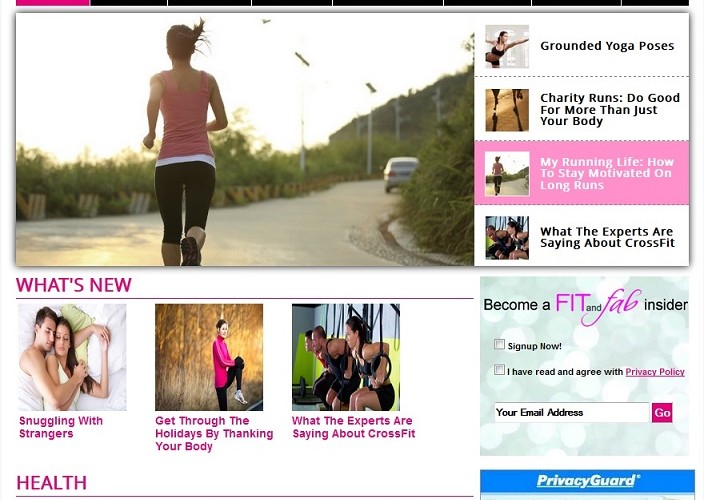 Grounded Yoga Poses
Charity Runs: Do Good
For More Than Just
Your Body
My Running Life: How
To Stay Motivated On
Long Runs
What The Experts Are
Saying About CrossFit
WHAT'S NEW
Snuggling With
Strangers
Get Through The
Holidays By Thanking
Your Body
What The Experts Are
Saying About CrossFit
Become a FIT and fab insider
Signup Now!
I have read and agree with Privacy Policy
Your Email Address Go
HEALTH
PrivacyGuard®